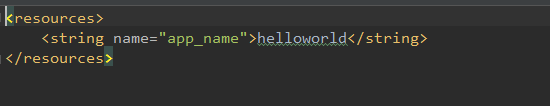 <resources>
    <string name="app_name">helloworld</string>
</resources>